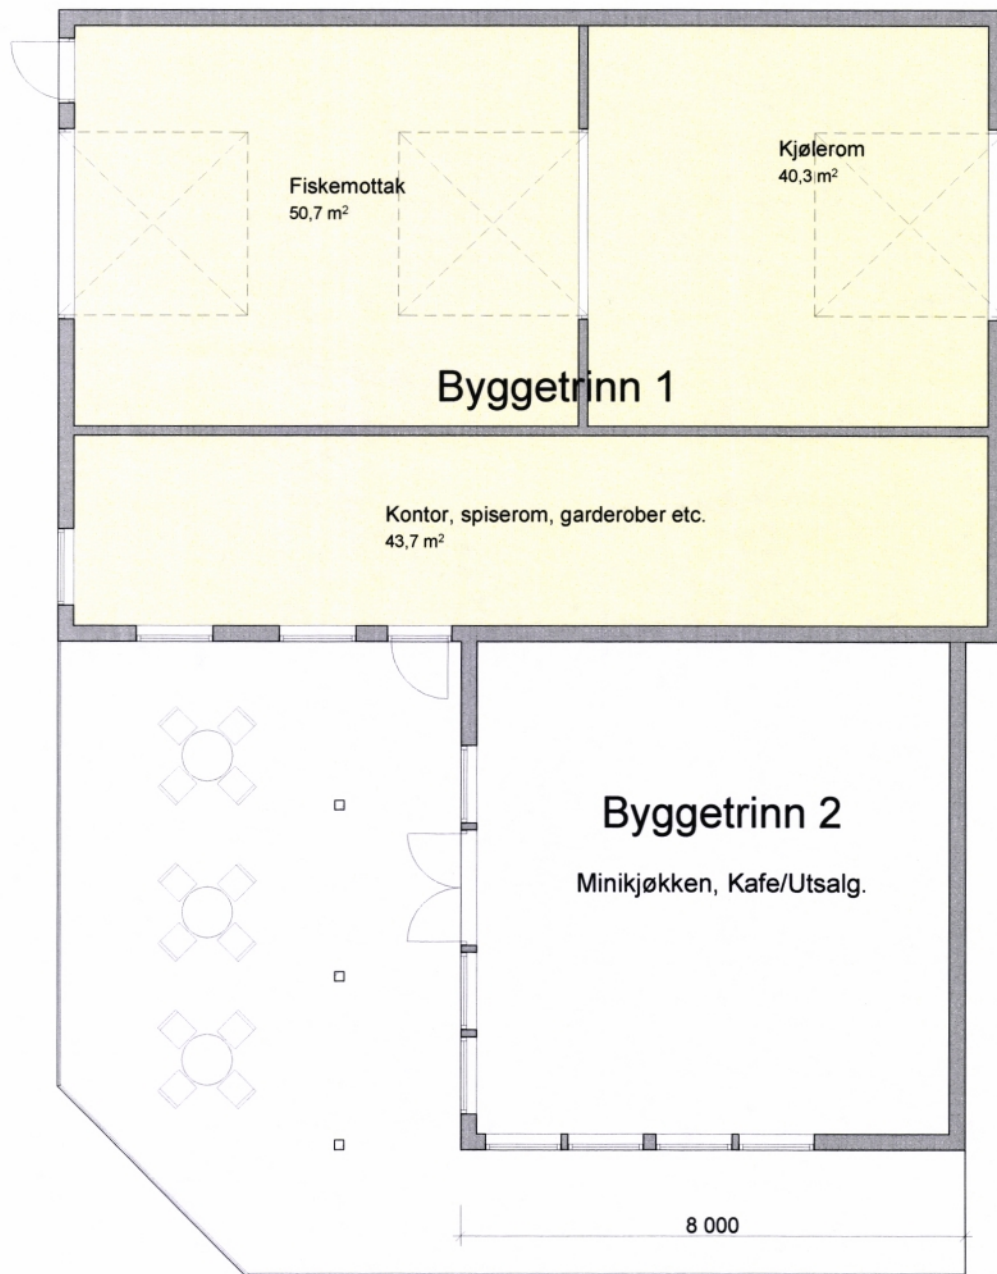 Fiskemottak
50,7 m²
Kjølerom
40,3 m²
Byggetrinn 1
Kontor, spiserom, garderober etc.
43,7 m²
Byggetrinn 2
Minikjøkken, Kafe/Utsalg.
8 000